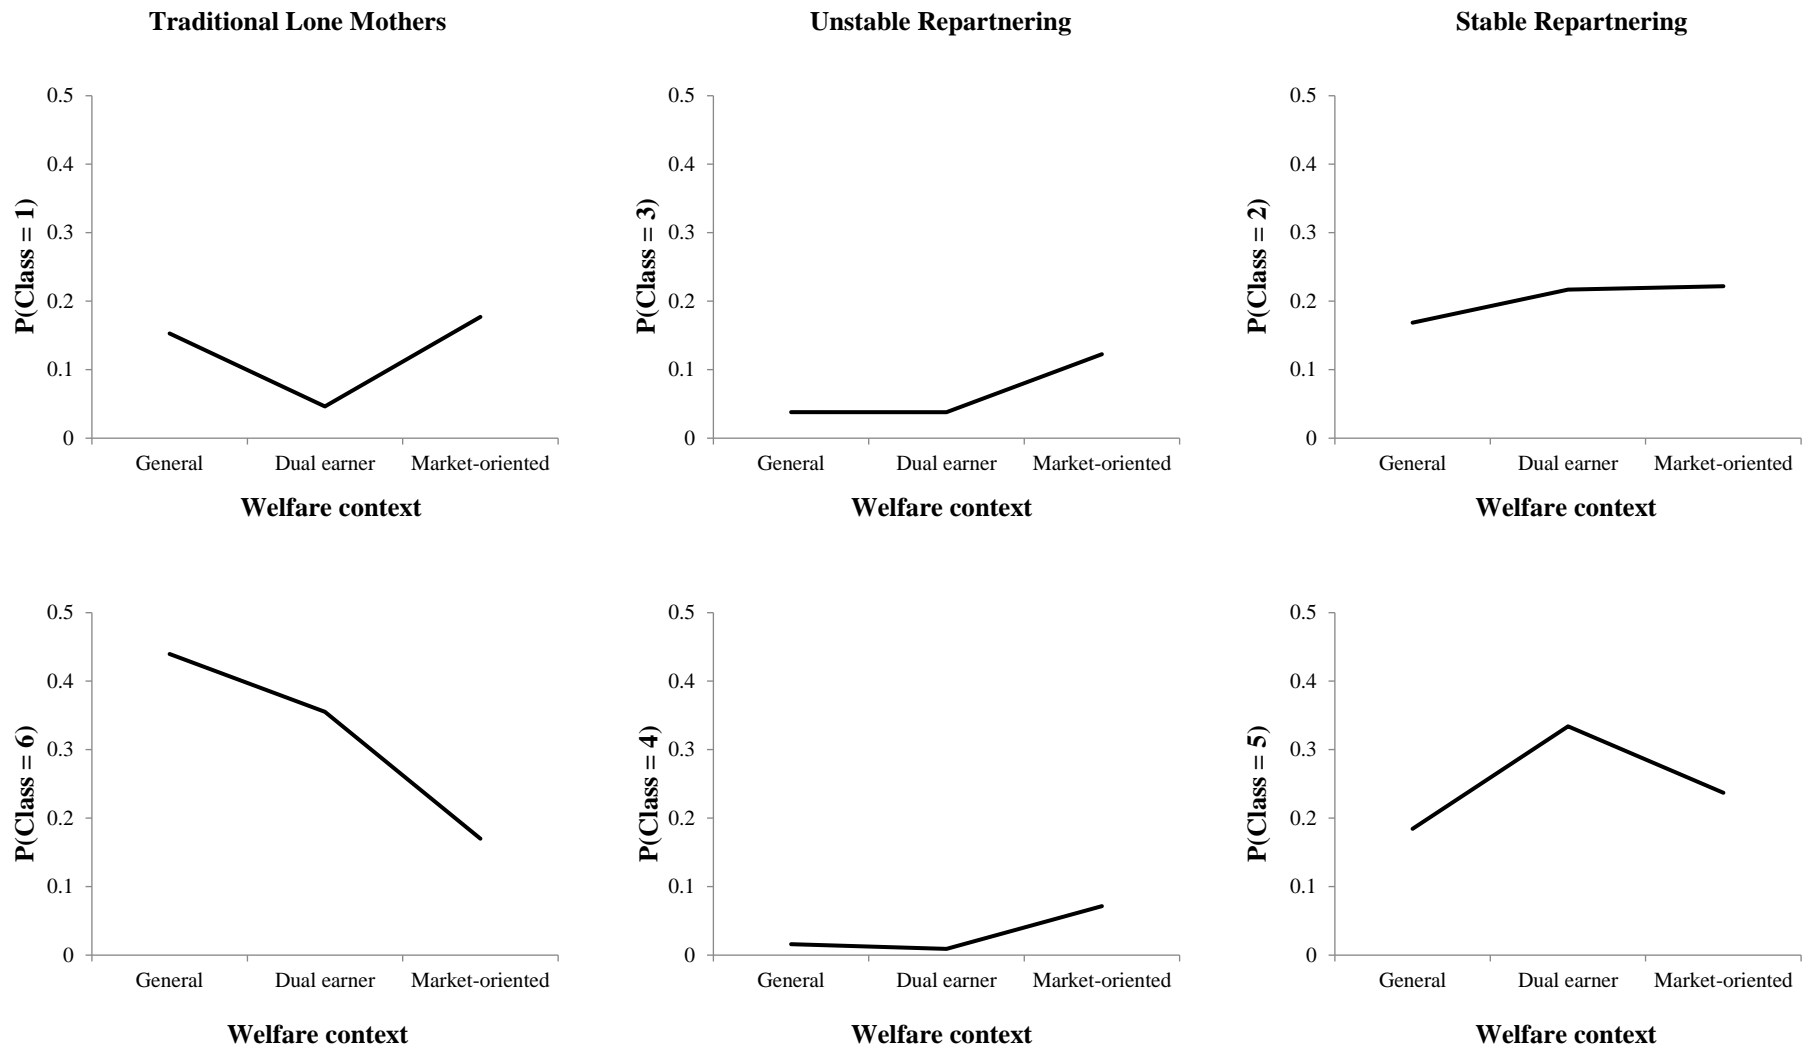 Traditional Lone Mothers
Unstable Repartnering
Stable Repartnering
P(Class = 1)
0.5
0.4
0.3
0.2
0.1
0
General Dual earner Market-oriented
Welfare context
P(Class = 3)
0.5
0.4
0.3
0.2
0.1
0
General Dual earner Market-oriented
Welfare context
P(Class = 2)
0.5
0.4
0.3
0.2
0.1
0
General Dual earner Market-oriented
Welfare context
P(Class = 6)
0.5
0.4
0.3
0.2
0.1
0
General Dual earner Market-oriented
Welfare context
P(Class = 4)
0.5
0.4
0.3
0.2
0.1
0
General Dual earner Market-oriented
Welfare context
P(Class = 5)
0.5
0.4
0.3
0.2
0.1
0
General Dual earner Market-oriented
Welfare context